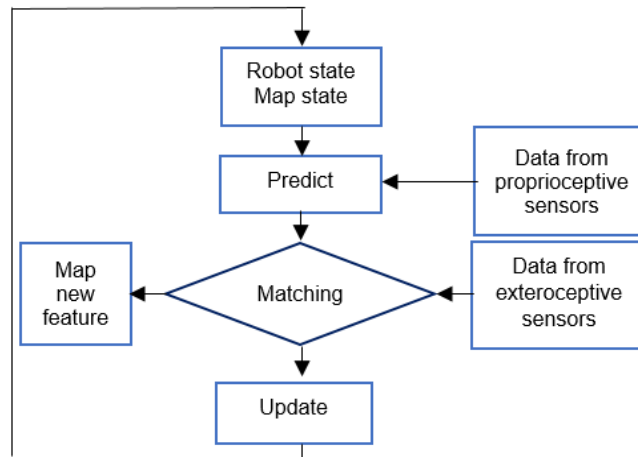 Robot state
Map state
Predict
Data from
proprioceptive
sensors
Map
new
feature
Matching
Data from
exteroceptive
sensors
Update